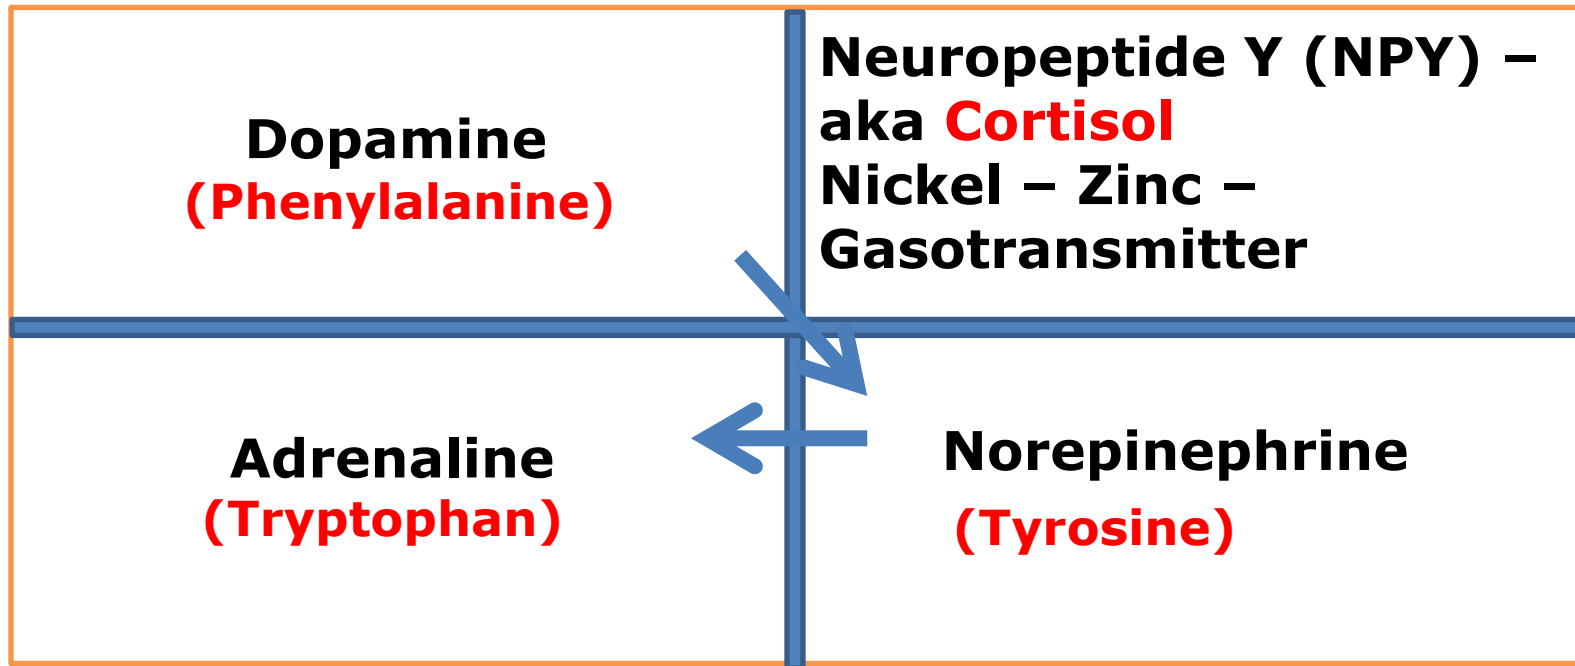 Dopamine
(Phenylalanine)
Neuropeptide Y (NPY) –
aka Cortisol
Nickel – Zinc –
Gasotransmitter
Adrenaline
(Tryptophan)
Norepinephrine
(Tyrosine)